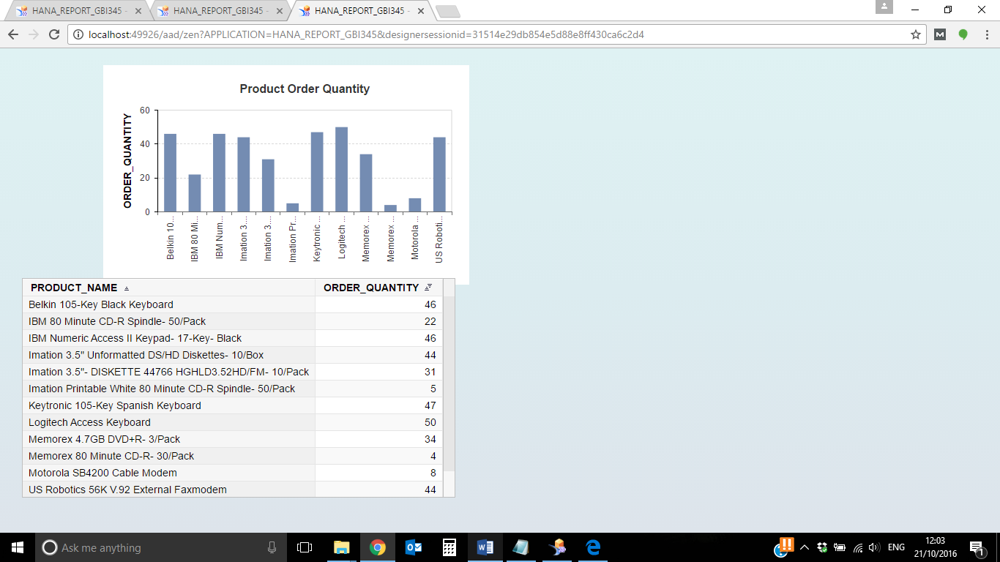 HANA_REPORT_GBI345 -
HANA_REPORT_GBI345 -
HANA_REPORT_GBI345 -
localhost:49926/aad/zen?APPLICATION=HANA_REPORT_GBI345&designersessionid=31514e29db854e5d88e8ff430ca6c2d4
Product Order Quantity
ORDER_QUANTITY
60
40
20
0
Belkin 10...
IBM 80 Mi...
IBM Num...
Imation 3....
Imation 3....
Imation Pr...
Keytronic ...
Logitech ...
Memorex ...
Memorex ...
Motorola ...
US Roboti...
PRODUCT_NAME ORDER_QUANTITY
Belkin 105-Key Black Keyboard 46
IBM 80 Minute CD-R Spindle- 50/Pack 22
IBM Numeric Access II Keypad- 17-Key- Black 46
Imation 3.5" Unformatted DS/HD Diskettes- 10/Box 44
Imation 3.5"- DISKETTE 44766 HGHLD3.52HD/FM- 10/Pack 31
Imation Printable White 80 Minute CD-R Spindle- 50/Pack 5
Keytronic 105-Key Spanish Keyboard 47
Logitech Access Keyboard 50
Memorex 4.7GB DVD+R- 3/Pack 34
Memorex 80 Minute CD-R- 30/Pack 4
Motorola SB4200 Cable Modem 8
US Robotics 56K V.92 External Faxmodem 44
Ask me anything
ENG
12:03
21/10/2016
1